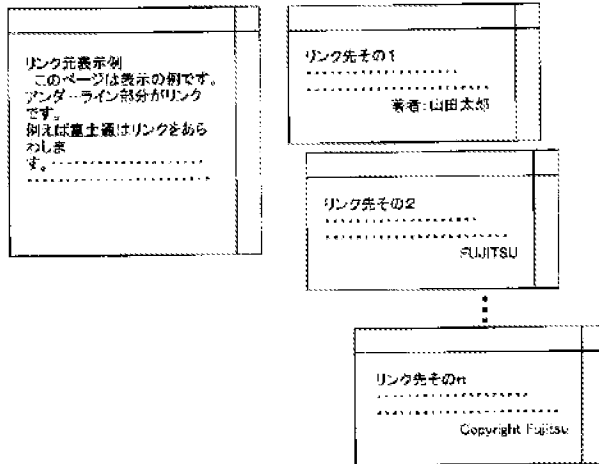 リンク元表示例
このページは表示の例です。
アンダーライン部分がリンク
です。
例えば富士通はリンクをあら
わしま
す。
リンク先その1
著者:山田太郎
リンク先その2
FUJITSU
リンク先そのn
Copyright Fujitsu